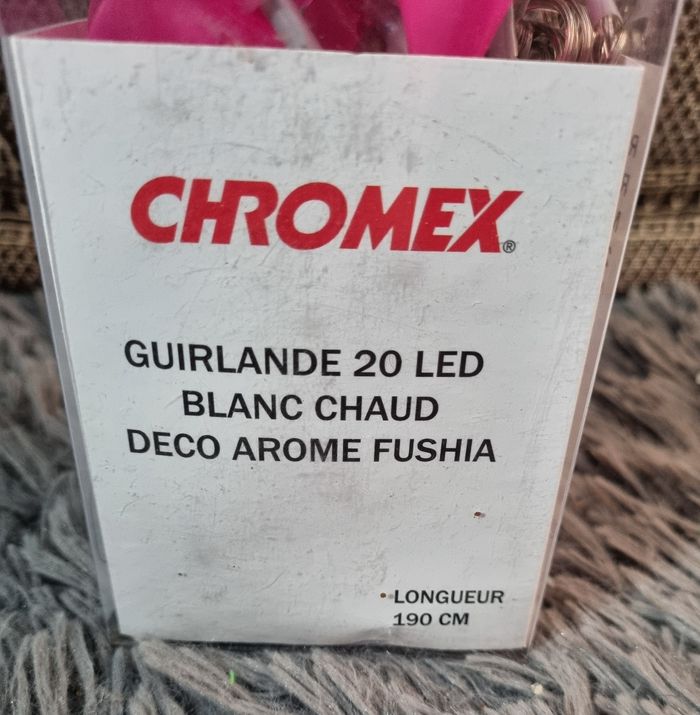 CHROMEX®
GUIRLANDE 20 LED
BLANC CHAUD
DECO AROME FUSHIA
LONGUEUR
190 CM